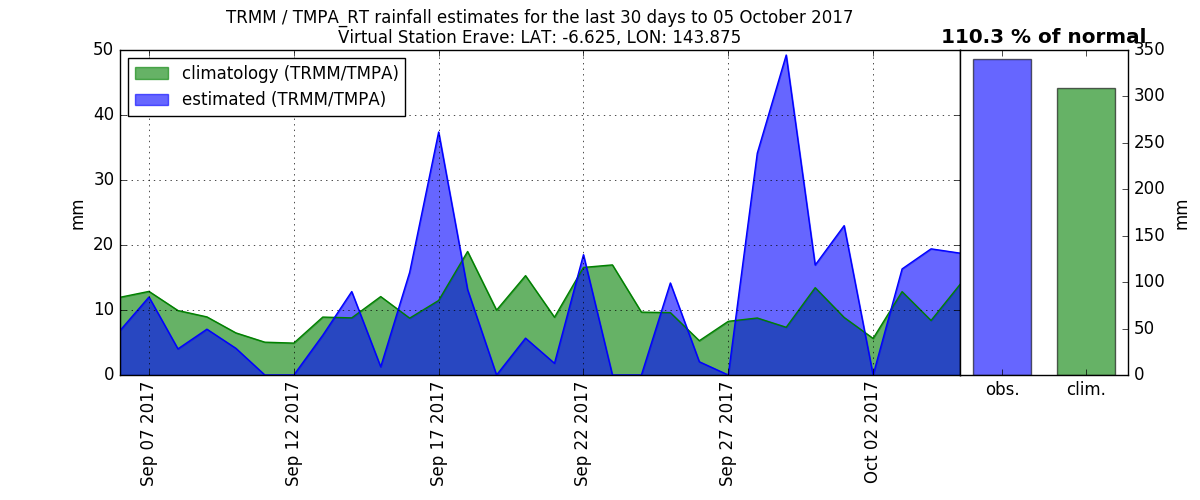 TRMM / TMPA_RT rainfall estimates for the last 30 days to 05 October 2017
Virtual Station Erave: LAT: -6.625, LON: 143.875
110.3 % of normal
climatology (TRMM/TMPA)
estimated (TRMM/TMPA)
50
40
30
20
10
0
mm
Sep 07 2017
Sep 12 2017
Sep 17 2017
Sep 22 2017
Sep 27 2017
Oct 02 2017
obs.
clim.
350
300
250
200
150
100
50
0
mm